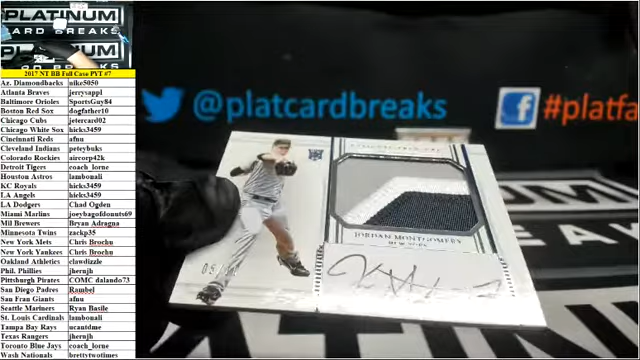 PLATINUM
CARD BREAKS
2017 NT BB Full Case PYT #7
Az. Diamondbacks nike5050
Atlanta Braves jerrysappl
Baltimore Orioles SportsGuy84
Boston Red Sox dogfather10
Chicago Cubs jetercard02
Chicago White Sox hicks3459
Cincinnati Reds afnu
Cleveland Indians peteybuks
Colorado Rockies aircorp42k
Detroit Tigers coach_lorne
Houston Astros lambonali
KC Royals hicks3459
LA Angels hicks3459
LA Dodgers Chad Ogden
Miami Marlins joeybagofdonuts69
Mil Brewers Bryan Adragna
Minnesota Twins zackp35
New York Mets Chris Brochu
New York Yankees Chris Brochu
Oakland Athletics clawdizzle
Phil. Phillies jhernjh
Pittsburgh Pirates COMC dalando73
San Diego Padres Rambel
San Fran Giants afnu
Seattle Mariners Ryan Basile
St. Louis Cardinals lambonali
Tampa Bay Rays ucantdme
Texas Rangers jhernjh
Toronto Blue Jays coach_lorne
Wash Nationals brettytwotimes
@platcardbreaks
#platfa
JORDAN MONTGOMERY